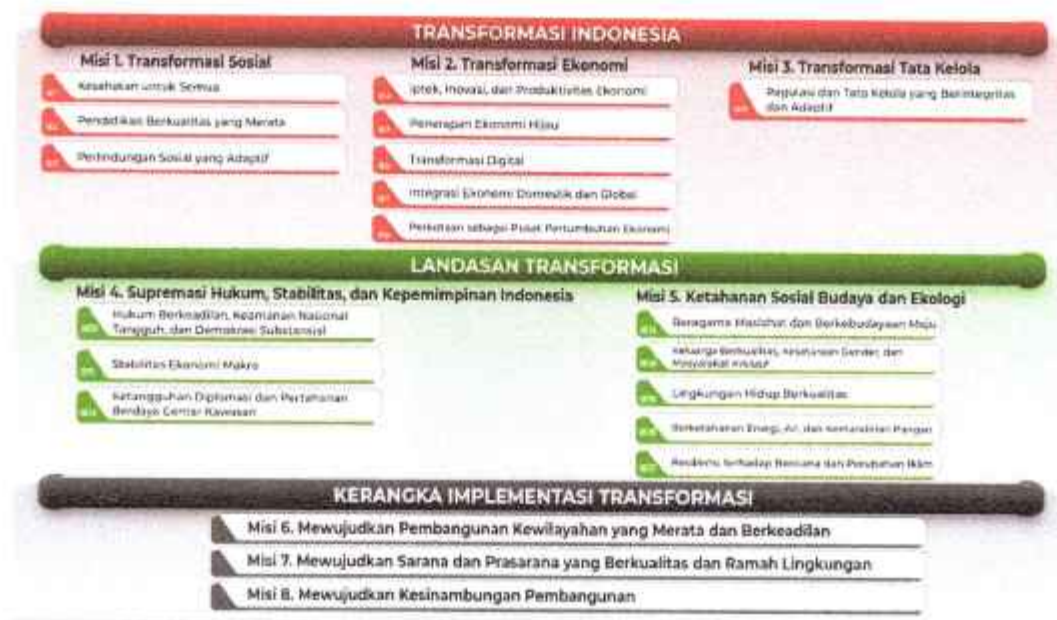 TRANSFORMASI INDONESIA
Misi 1. Transformasi Sosial
Kesehatan untuk Semua
Pendidikan Berkualitas yang Merata
Perlindungan Sosial yang Adaptif
Misi 2. Transformasi Ekonomi
Iptek, Inovasi, dan Produktivitas Ekonomi
Penerapan Ekonomi Hijau
Transformasi Digital
Integrasi Ekonomi Domestik dan Global
Perkotaan sebagai Pusat Pertumbuhan Ekonomi
Misi 3. Transformasi Tata Kelola
Regulasi dan Tata Kelola yang Berintegritas
dan Adaptif
LANDASAN TRANSFORMASI
Misi 4. Supremasi Hukum, Stabilitas, dan Kepemimpinan Indonesia
Hukum Berkeadilan, Keamanan Nasional
Tangguh, dan Demokrasi Substansial
Stabilitas Ekonomi Makro
Ketangguhan Diplomasi dan Pertahanan
Berdaya Gentar Kawasan
Misi 5. Ketahanan Sosial Budaya dan Ekologi
Beragama Maslahat dan Berkebudayaan Maju
Keluarga Berkualitas, Kesetaraan Gender, dan
Masyarakat Inklusif
Lingkungan Hidup Berkualitas
Berketahanan Energi, Air, dan Kemandirian Pangan
Resiliensi terhadap Bencana dan Perubahan Iklim
KERANGKA IMPLEMENTASI TRANSFORMASI
Misi 6. Mewujudkan Pembangunan Kewilayahan yang Merata dan Berkeadilan
Misi 7. Mewujudkan Sarana dan Prasarana yang Berkualitas dan Ramah Lingkungan
Misi 8. Mewujudkan Kesinambungan Pembangunan